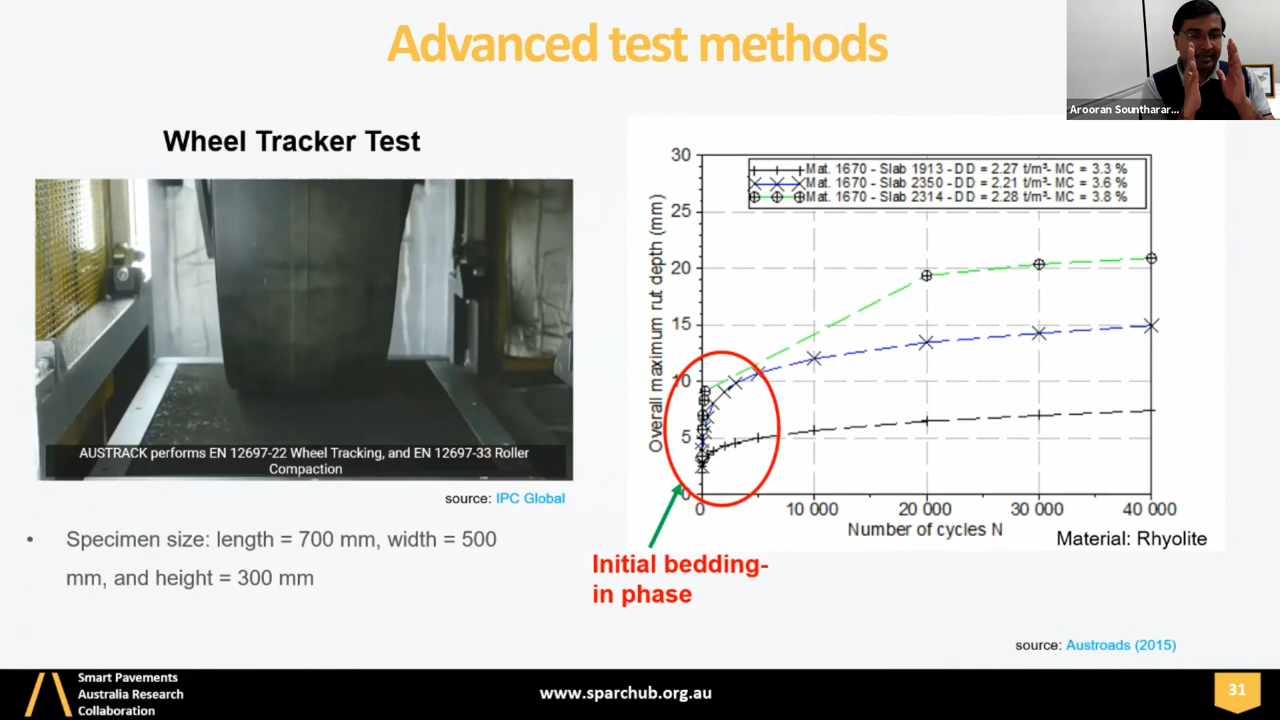 Advanced test methods
Arooran Sountharar...
Wheel Tracker Test
AUSTRACK performs EN 12697-22 Wheel Tracking, and EN 12697-33 Roller
Compaction
source: IPC Global
• Specimen size: length = 700 mm, width = 500
mm, and height = 300 mm
Mat. 1670 - Slab 1913 - DD = 2.27 t/m³- MC = 3.3 %
Mat. 1670 - Slab 2350 - DD = 2.21 t/m³- MC = 3.6 %
Mat. 1670 - Slab 2314 - DD = 2.28 t/m³- MC = 3.8 %
Overall maximum rut depth (mm)
30
25
20
15
10
5
0
0 10 000 20 000 30 000 40 000
Number of cycles N
Material: Rhyolite
Initial bedding-
in phase
source: Austroads (2015)
Smart Pavements
Australia Research
Collaboration
www.sparchub.org.au
31